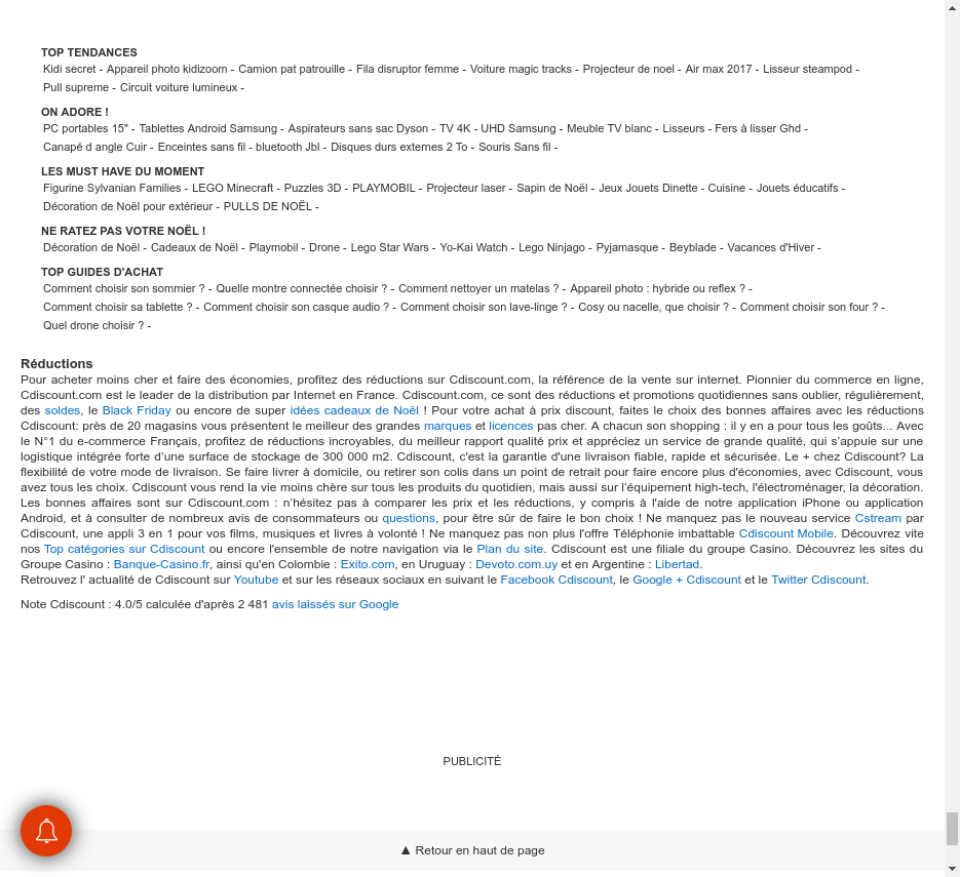 TOP TENDANCES
Kidi secret - Appareil photo kidizoom - Camion pat patrouille - Fila disruptor femme - Voiture magic tracks - Projecteur de noel - Air max 2017 - Lisseur steampod -
Pull supreme - Circuit voiture lumineux -
ON ADORE !
PC portables 15" - Tablettes Android Samsung - Aspirateurs sans sac Dyson - TV 4K - UHD Samsung - Meuble TV blanc - Lisseurs - Fers à lisser Ghd -
Canapé d angle Cuir - Enceintes sans fil - bluetooth Jbl - Disques durs externes 2 To - Souris Sans fil -
LES MUST HAVE DU MOMENT
Figurine Sylvanian Families - LEGO Minecraft - Puzzles 3D - PLAYMOBIL - Projecteur laser - Sapin de Noël - Jeux Jouets Dinette - Cuisine - Jouets éducatifs -
Décoration de Noël pour extérieur - PULLS DE NOËL -
NE RATEZ PAS VOTRE NOËL !
Décoration de Noël - Cadeaux de Noël - Playmobil - Drone - Lego Star Wars - Yo-Kai Watch - Lego Ninjago - Pyjamasque - Beyblade - Vacances d'Hiver -
TOP GUIDES D'ACHAT
Comment choisir son sommier ? - Quelle montre connectée choisir ? - Comment nettoyer un matelas ? - Appareil photo : hybride ou reflex ? -
Comment choisir sa tablette ? - Comment choisir son casque audio ? - Comment choisir son lave-linge ? - Cosy ou nacelle, que choisir ? - Comment choisir son four ? -
Quel drone choisir ? -
Réductions
Pour acheter moins cher et faire des économies, profitez des réductions sur Cdiscount.com, la référence de la vente sur internet. Pionnier du commerce en ligne,
Cdiscount.com est le leader de la distribution par Internet en France. Cdiscount.com, ce sont des réductions et promotions quotidiennes sans oublier, régulièrement,
des soldes, le Black Friday ou encore de super idées cadeaux de Noël ! Pour votre achat à prix discount, faites le choix des bonnes affaires avec les réductions
Cdiscount: près de 20 magasins vous présentent le meilleur des grandes marques et licences pas cher. A chacun son shopping : il y en a pour tous les goûts... Avec
le N°1 du e-commerce Français, profitez de réductions incroyables, du meilleur rapport qualité prix et appréciez un service de grande qualité, qui s'appuie sur une
logistique intégrée forte d'une surface de stockage de 300 000 m2. Cdiscount, c'est la garantie d'une livraison fiable, rapide et sécurisée. Le + chez Cdiscount? La
flexibilité de votre mode de livraison. Se faire livrer à domicile, ou retirer son colis dans un point de retrait pour faire encore plus d'économies, avec Cdiscount, vous
avez tous les choix. Cdiscount vous rend la vie moins chère sur tous les produits du quotidien, mais aussi sur l'équipement high-tech, l'électroménager, la décoration.
Les bonnes affaires sont sur Cdiscount.com : n'hésitez pas à comparer les prix et les réductions, y compris à l'aide de notre application iPhone ou application
Android, et à consulter de nombreux avis de consommateurs ou questions, pour être sûr de faire le bon choix ! Ne manquez pas le nouveau service Cstream par
Cdiscount, une appli 3 en 1 pour vos films, musiques et livres à volonté ! Ne manquez pas non plus l'offre Téléphonie imbattable Cdiscount Mobile. Découvrez vite
nos Top catégories sur Cdiscount ou encore l'ensemble de notre navigation via le Plan du site. Cdiscount est une filiale du groupe Casino. Découvrez les sites du
Groupe Casino : Banque-Casino.fr, ainsi qu'en Colombie : Exito.com, en Uruguay : Devoto.com.uy et en Argentine : Libertad.
Retrouvez l' actualité de Cdiscount sur Youtube et sur les réseaux sociaux en suivant le Facebook Cdiscount, le Google + Cdiscount et le Twitter Cdiscount.
Note Cdiscount : 4.0/5 calculée d'après 2 481 avis laissés sur Google
PUBLICITÉ
▲ Retour en haut de page